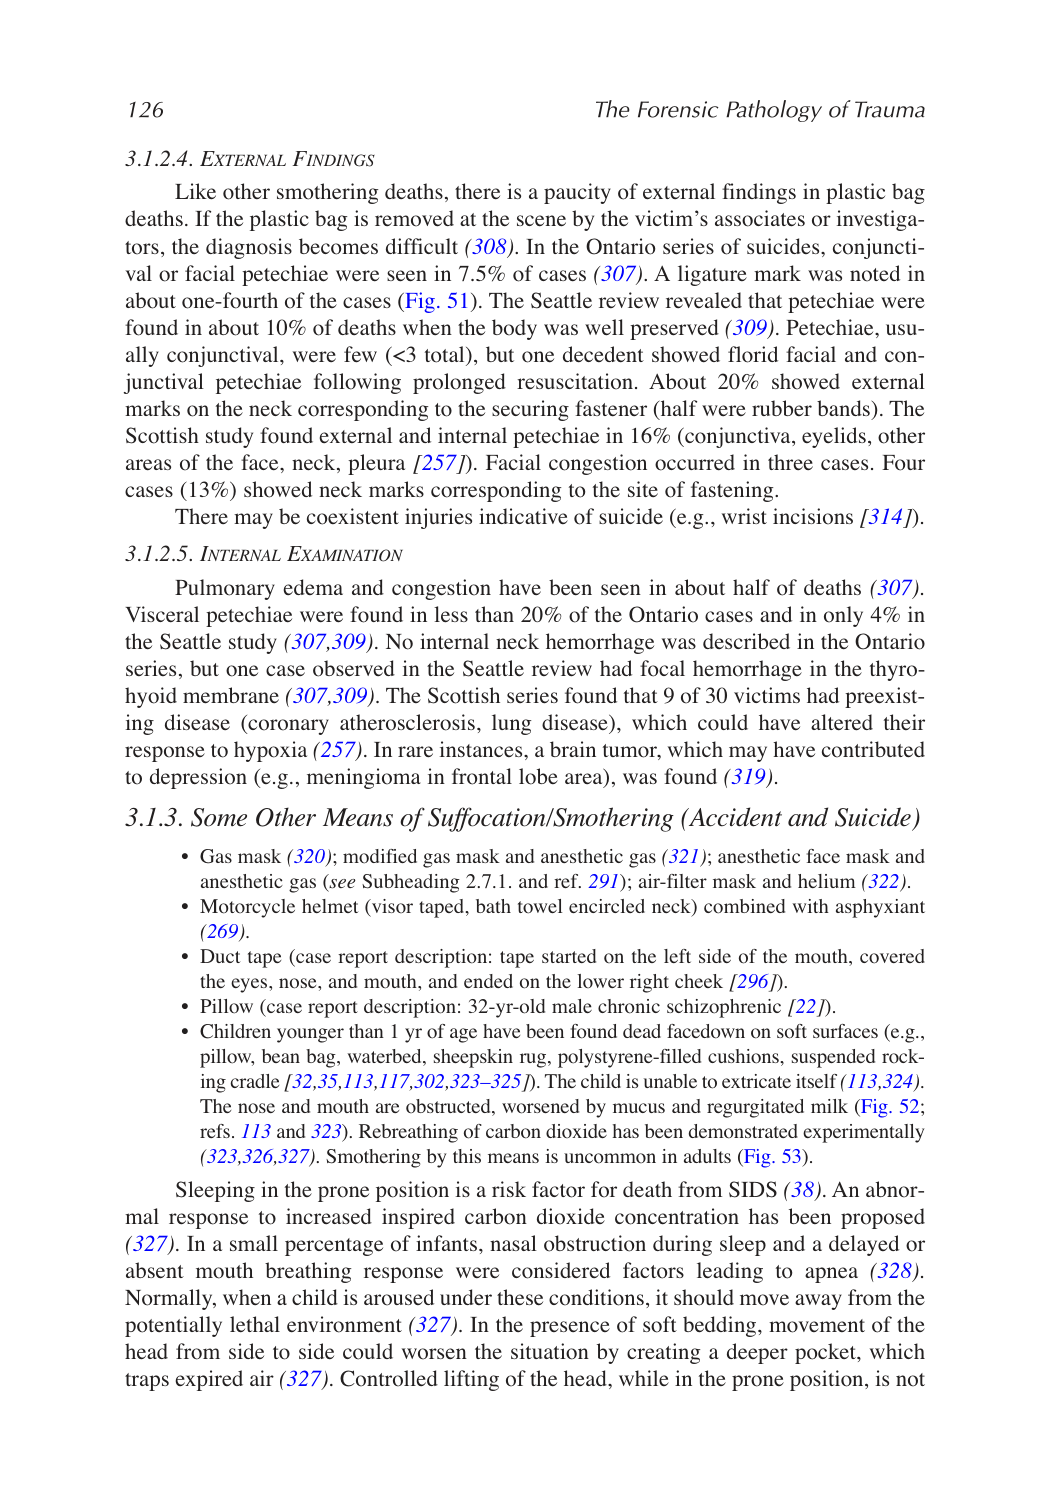 126
The Forensic Pathology of Trauma
3.1.2.4. External Findings
Like other smothering deaths, there is a paucity of external findings in plastic bag
deaths. If the plastic bag is removed at the scene by the victim's associates or investiga-
tors, the diagnosis becomes difficult (308). In the Ontario series of suicides, conjuncti-
val or facial petechiae were seen in 7.5% of cases (307). A ligature mark was noted in
about one-fourth of the cases (Fig. 51). The Seattle review revealed that petechiae were
found in about 10% of deaths when the body was well preserved (309). Petechiae, usu-
ally conjunctival, were few (<3 total), but one decedent showed florid facial and con-
junctival petechiae following prolonged resuscitation. About 20% showed external
marks on the neck corresponding to the securing fastener (half were rubber bands). The
Scottish study found external and internal petechiae in 16% (conjunctiva, eyelids, other
areas of the face, neck, pleura [257]). Facial congestion occurred in three cases. Four
cases (13%) showed neck marks corresponding to the site of fastening.
There may be coexistent injuries indicative of suicide (e.g., wrist incisions [314]).
3.1.2.5. Internal Examination
Pulmonary edema and congestion have been seen in about half of deaths (307).
Visceral petechiae were found in less than 20% of the Ontario cases and in only 4% in
the Seattle study (307,309). No internal neck hemorrhage was described in the Ontario
series, but one case observed in the Seattle review had focal hemorrhage in the thyro-
hyoid membrane (307,309). The Scottish series found that 9 of 30 victims had preexist-
ing disease (coronary atherosclerosis, lung disease), which could have altered their
response to hypoxia (257). In rare instances, a brain tumor, which may have contributed
to depression (e.g., meningioma in frontal lobe area), was found (319).
3.1.3. Some Other Means of Suffocation/Smothering (Accident and Suicide)
• Gas mask (320); modified gas mask and anesthetic gas (321); anesthetic face mask and
anesthetic gas (see Subheading 2.7.1. and ref. 291); air-filter mask and helium (322).
• Motorcycle helmet (visor taped, bath towel encircled neck) combined with asphyxiant
(269).
• Duct tape (case report description: tape started on the left side of the mouth, covered
the eyes, nose, and mouth, and ended on the lower right cheek [296]).
• Pillow (case report description: 32-yr-old male chronic schizophrenic [22]).
• Children younger than 1 yr of age have been found dead facedown on soft surfaces (e.g.,
pillow, bean bag, waterbed, sheepskin rug, polystyrene-filled cushions, suspended rock-
ing cradle [32,35,113,117,302,323–325]). The child is unable to extricate itself (113,324).
The nose and mouth are obstructed, worsened by mucus and regurgitated milk (Fig. 52;
refs. 113 and 323). Rebreathing of carbon dioxide has been demonstrated experimentally
(323,326,327). Smothering by this means is uncommon in adults (Fig. 53).
Sleeping in the prone position is a risk factor for death from SIDS (38). An abnor-
mal response to increased inspired carbon dioxide concentration has been proposed
(327). In a small percentage of infants, nasal obstruction during sleep and a delayed or
absent mouth breathing response were considered factors leading to apnea (328).
Normally, when a child is aroused under these conditions, it should move away from the
potentially lethal environment (327). In the presence of soft bedding, movement of the
head from side to side could worsen the situation by creating a deeper pocket, which
traps expired air (327). Controlled lifting of the head, while in the prone position, is not